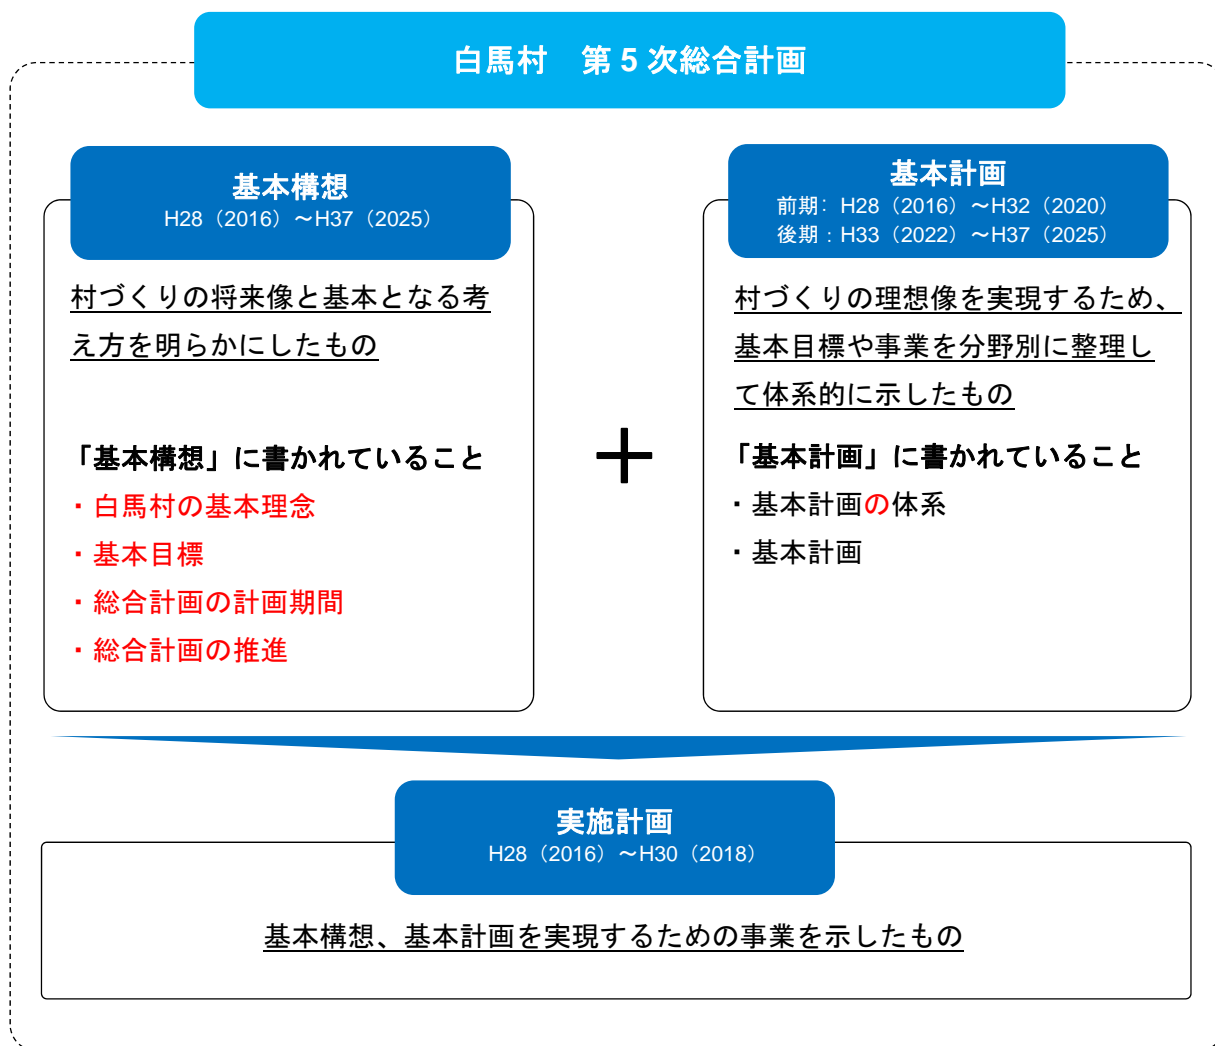 白馬村　第5次総合計画
基本構想
H28（2016）～H37（2025）
村づくりの将来像と基本となる考
え方を明らかにしたもの
「基本構想」に書かれていること
・白馬村の基本理念
・基本目標
・総合計画の計画期間
・総合計画の推進
＋
基本計画
前期：H28（2016）～H32（2020）
後期：H33（2022）～H37（2025）
村づくりの理想像を実現するため、
基本目標や事業を分野別に整理し
て体系的に示したもの
「基本計画」に書かれていること
・基本計画の体系
・基本計画
実施計画
H28（2016）～H30（2018）
基本構想、基本計画を実現するための事業を示したもの